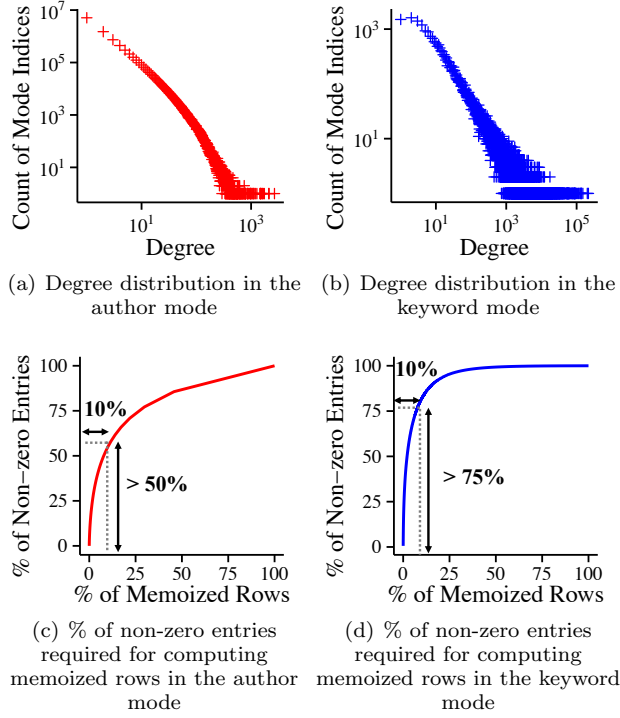 Count of Mode Indices
10^7
10^5
10^3
10^1
10^1
10^3
Degree
Count of Mode Indices
10^3
10^1
10^1
10^3
10^5
Degree
(a) Degree distribution in the
author mode
(b) Degree distribution in the
keyword mode
% of Non−zero Entries
100
75
50
25
0
10%
> 50%
0
25
50
75
100
% of Memoized Rows
% of Non−zero Entries
100
75
50
25
0
10%
> 75%
0
25
50
75
100
% of Memoized Rows
(c) % of non-zero entries
required for computing
memoized rows in the author
mode
(d) % of non-zero entries
required for computing
memoized rows in the keyword
mode